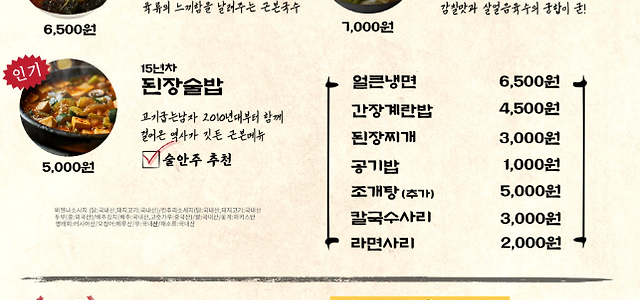 육류의 느끼함을 날려주는 근본국수
6,500원
감칠맛과 살얼음육수의 궁합이 굳!
7,000원
인기
15년차
된장술밥
고기굽는남자 2010년대부터 함께
걸어온 역사가 깃든 근본메뉴
술안주 추천
5,000원
얼큰냉면 6,500원
간장계란밥 4,500원
된장찌개 3,000원
공기밥 1,000원
조개탕 (추가) 5,000원
칼국수사리 3,000원
라면사리 2,000원